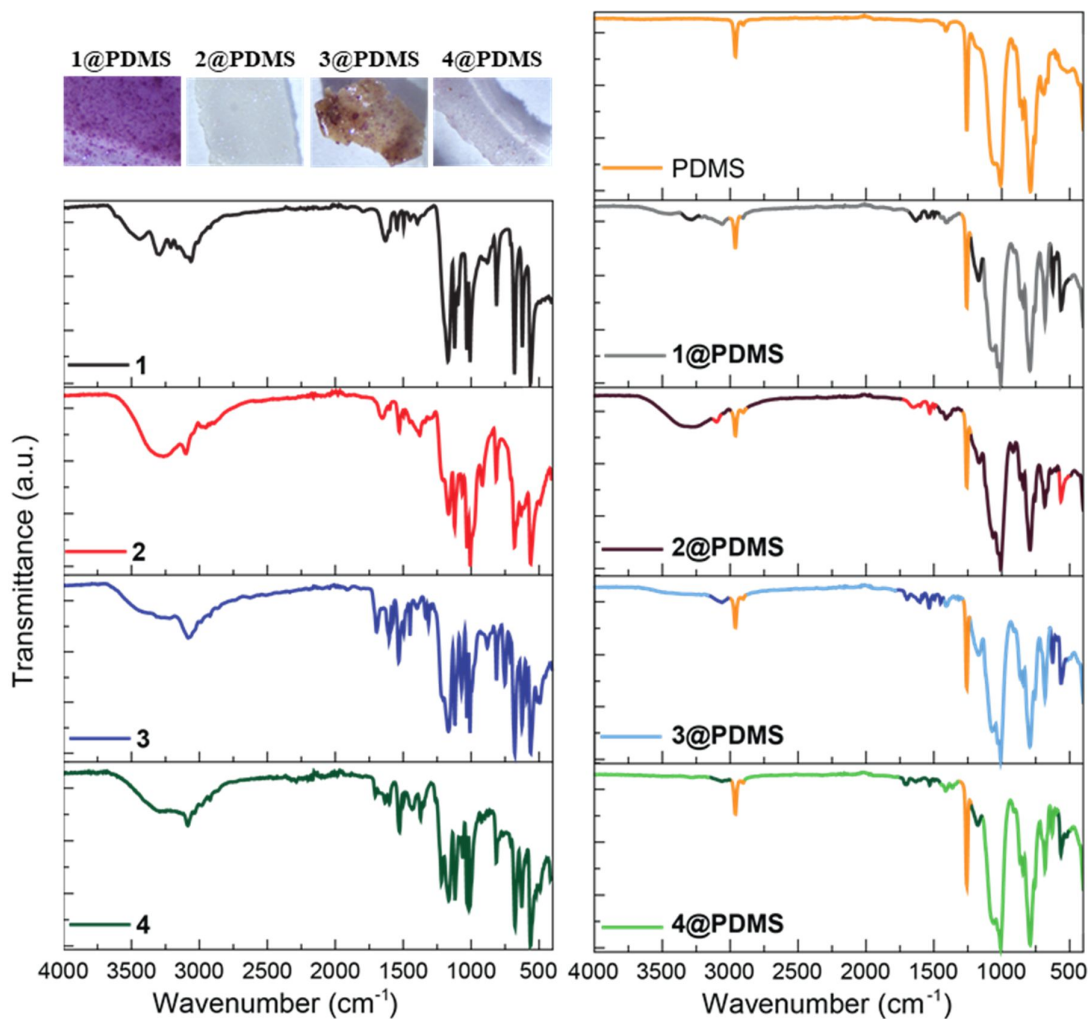 1@PDMS 2@PDMS 3@PDMS 4@PDMS
PDMS
1
1@PDMS
2
2@PDMS
3
3@PDMS
4
4@PDMS
Transmittance (a.u.)
4000 3500 3000 2500 2000 1500 1000 500
4000 3500 3000 2500 2000 1500 1000 500
Wavenumber (cm⁻¹)
Wavenumber (cm⁻¹)